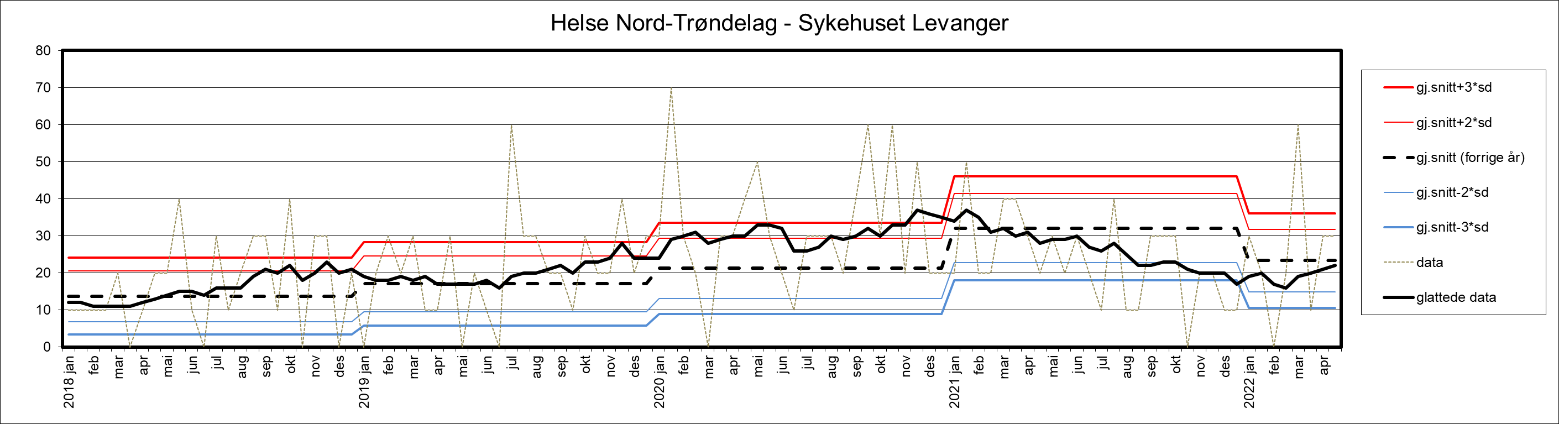 Helse Nord-Trøndelag - Sykehuset Levanger
80
70
60
50
40
30
20
10
0
2018 jan feb mar apr mai jun jul aug sep okt nov des 2019 jan feb mar apr mai jun jul aug sep okt nov des 2020 jan feb mar apr mai jun jul aug sep okt nov des 2021 jan feb mar apr mai jun jul aug sep okt nov des 2022 jan feb mar apr
gj.snitt+3*sd
gj.snitt+2*sd
gj.snitt (forrige år)
gj.snitt-2*sd
gj.snitt-3*sd
data
glattede data